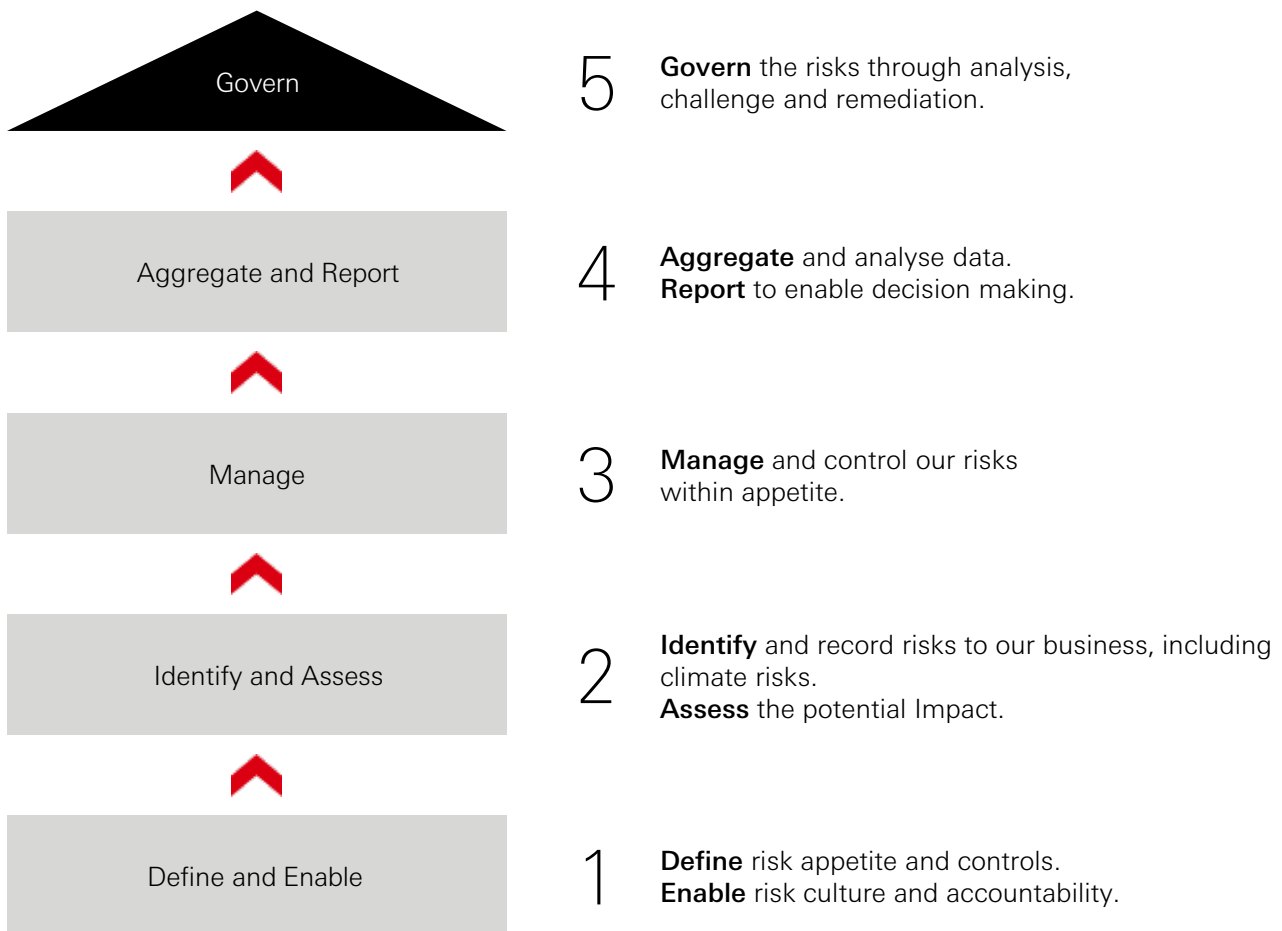 Govern
5
Govern the risks through analysis,
challenge and remediation.
Aggregate and Report
4
Aggregate and analyse data.
Report to enable decision making.
Manage
3
Manage and control our risks
within appetite.
Identify and Assess
2
Identify and record risks to our business, including
climate risks.
Assess the potential Impact.
Define and Enable
1
Define risk appetite and controls.
Enable risk culture and accountability.